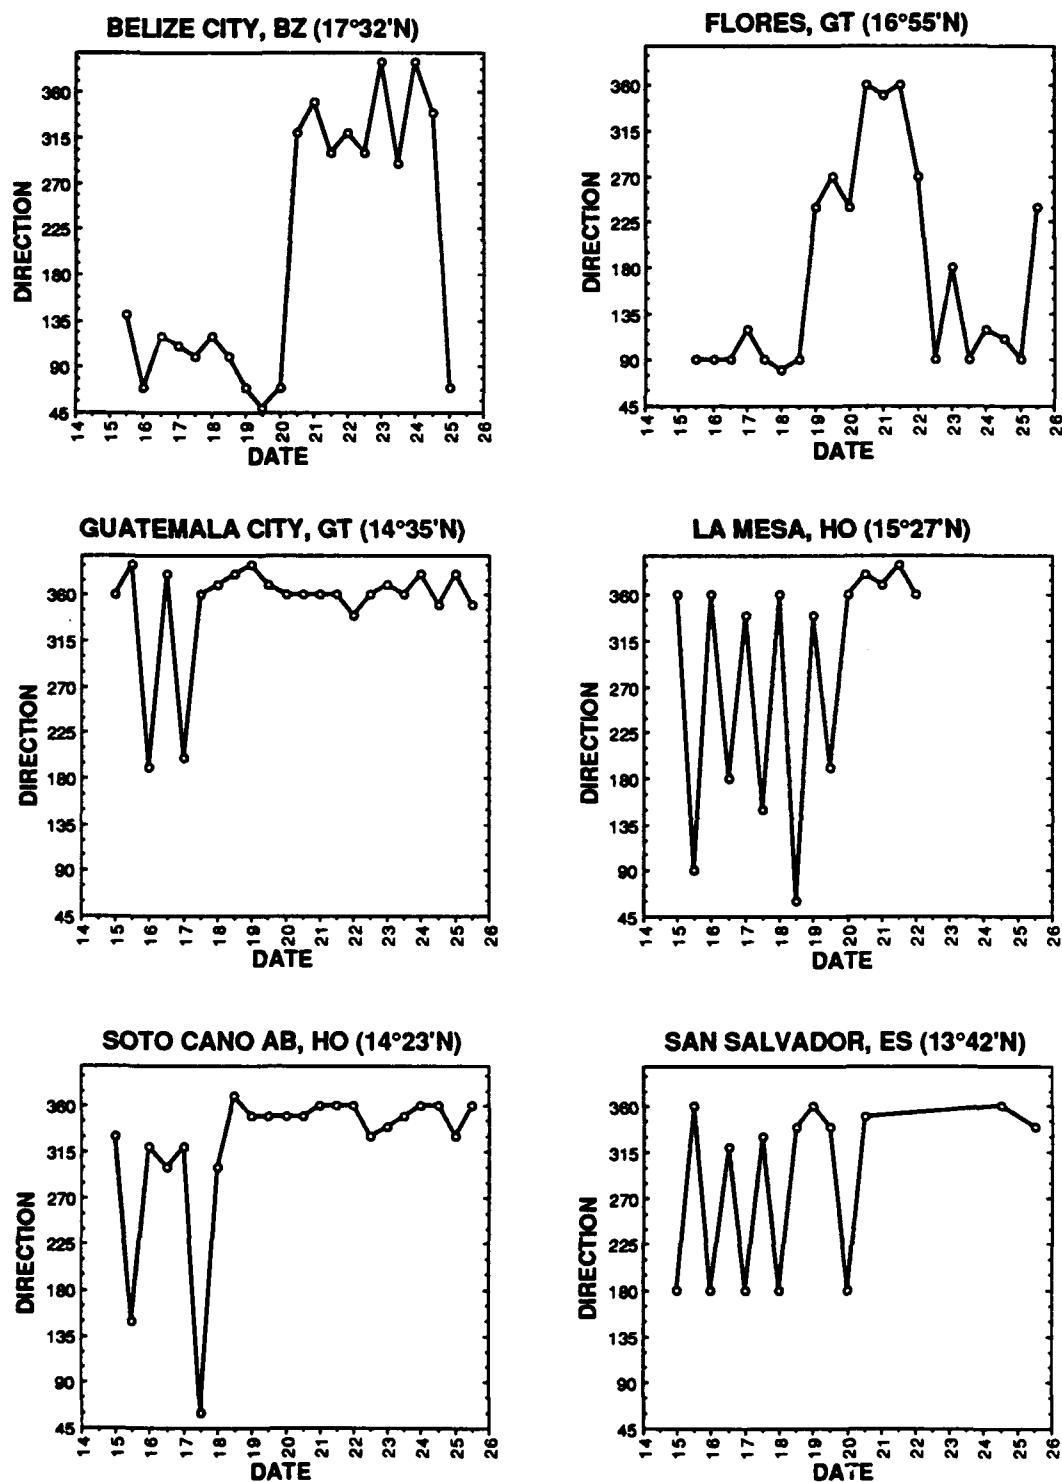 BELIZE CITY, BZ (17°32'N)
DIRECTION
360
315
270
225
180
135
90
45
14 15 16 17 18 19 20 21 22 23 24 25 26
DATE
FLORES, GT (16°55'N)
DIRECTION
360
315
270
225
180
135
90
45
14 15 16 17 18 19 20 21 22 23 24 25 26
DATE
GUATEMALA CITY, GT (14°35'N)
DIRECTION
360
315
270
225
180
135
90
45
14 15 16 17 18 19 20 21 22 23 24 25 26
DATE
LA MESA, HO (15°27'N)
DIRECTION
360
315
270
225
180
135
90
45
14 15 16 17 18 19 20 21 22 23 24 25 26
DATE
SOTO CANO AB, HO (14°23'N)
DIRECTION
360
315
270
225
180
135
90
45
14 15 16 17 18 19 20 21 22 23 24 25 26
DATE
SAN SALVADOR, ES (13°42'N)
DIRECTION
360
315
270
225
180
135
90
45
14 15 16 17 18 19 20 21 22 23 24 25 26
DATE